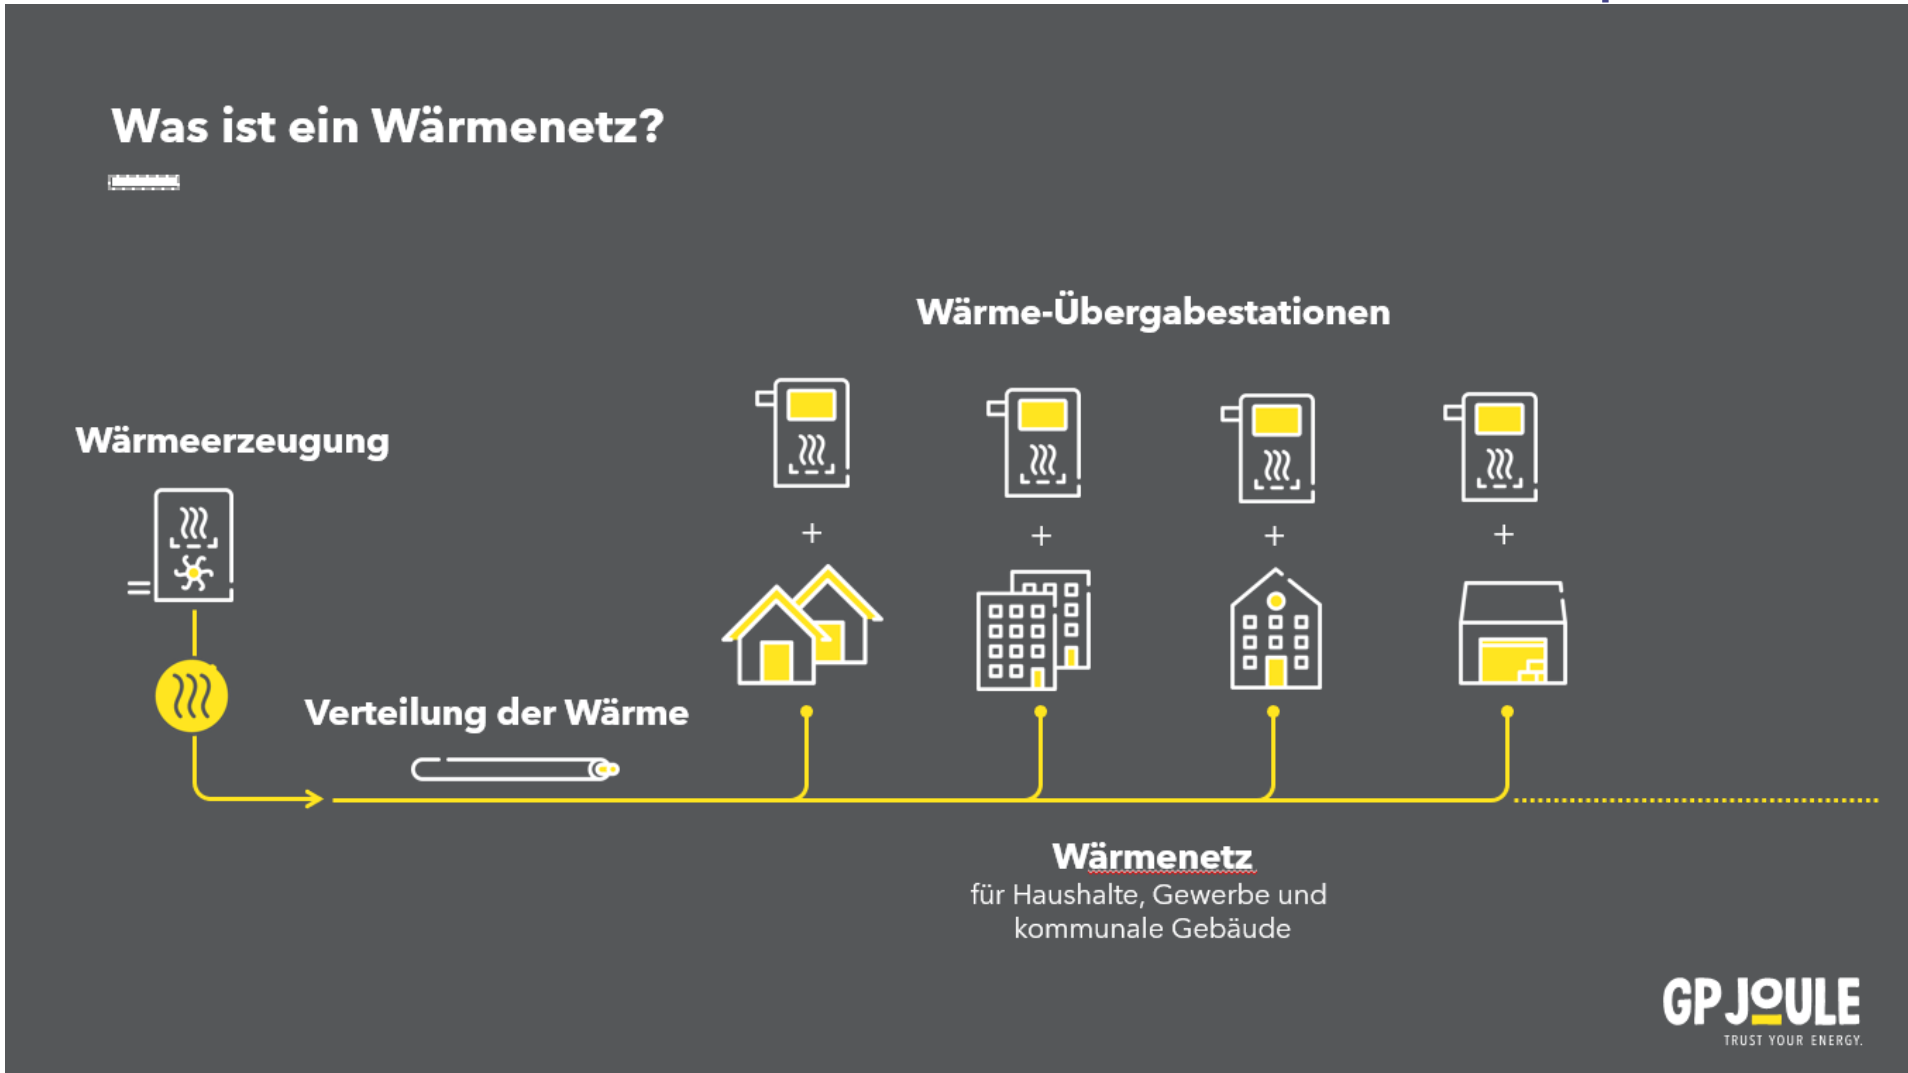 Was ist ein Wärmenetz?
Wärme-Übergabestationen
Wärmeerzeugung
+ + + +
=
Verteilung der Wärme
Wärmenetz
für Haushalte, Gewerbe und
kommunale Gebäude
GP JOULE
TRUST YOUR ENERGY.